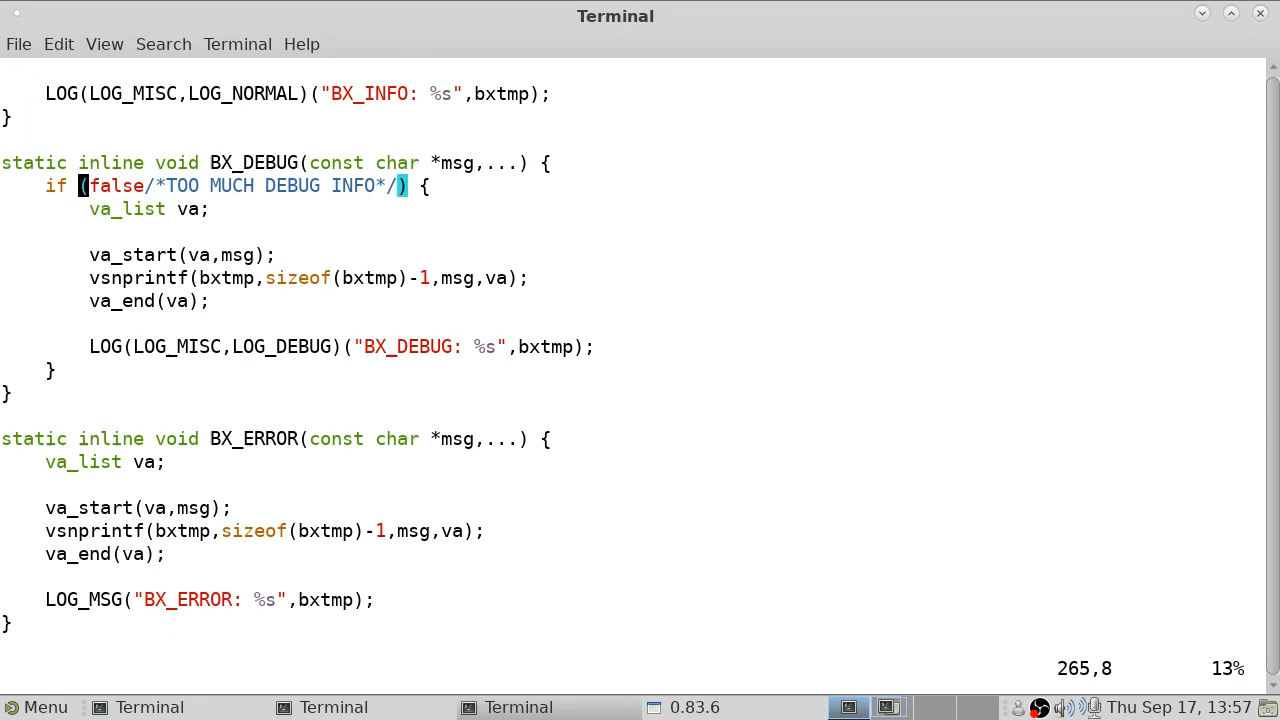 Terminal
File Edit View Search Terminal Help
    LOG(LOG_MISC,LOG_NORMAL)("BX_INFO: %s",bxtmp);
}
static inline void BX_DEBUG(const char *msg,...) {
    if (false/*TOO MUCH DEBUG INFO*/) {
        va_list va;
        va_start(va,msg);
        vsnprintf(bxtmp,sizeof(bxtmp)-1,msg,va);
        va_end(va);
        LOG(LOG_MISC,LOG_DEBUG)("BX_DEBUG: %s",bxtmp);
    }
}
static inline void BX_ERROR(const char *msg,...) {
    va_list va;
    va_start(va,msg);
    vsnprintf(bxtmp,sizeof(bxtmp)-1,msg,va);
    va_end(va);
    LOG_MSG("BX_ERROR: %s",bxtmp);
}
265,8 13%
Menu Terminal Terminal Terminal 0.83.6 Thu Sep 17, 13:57